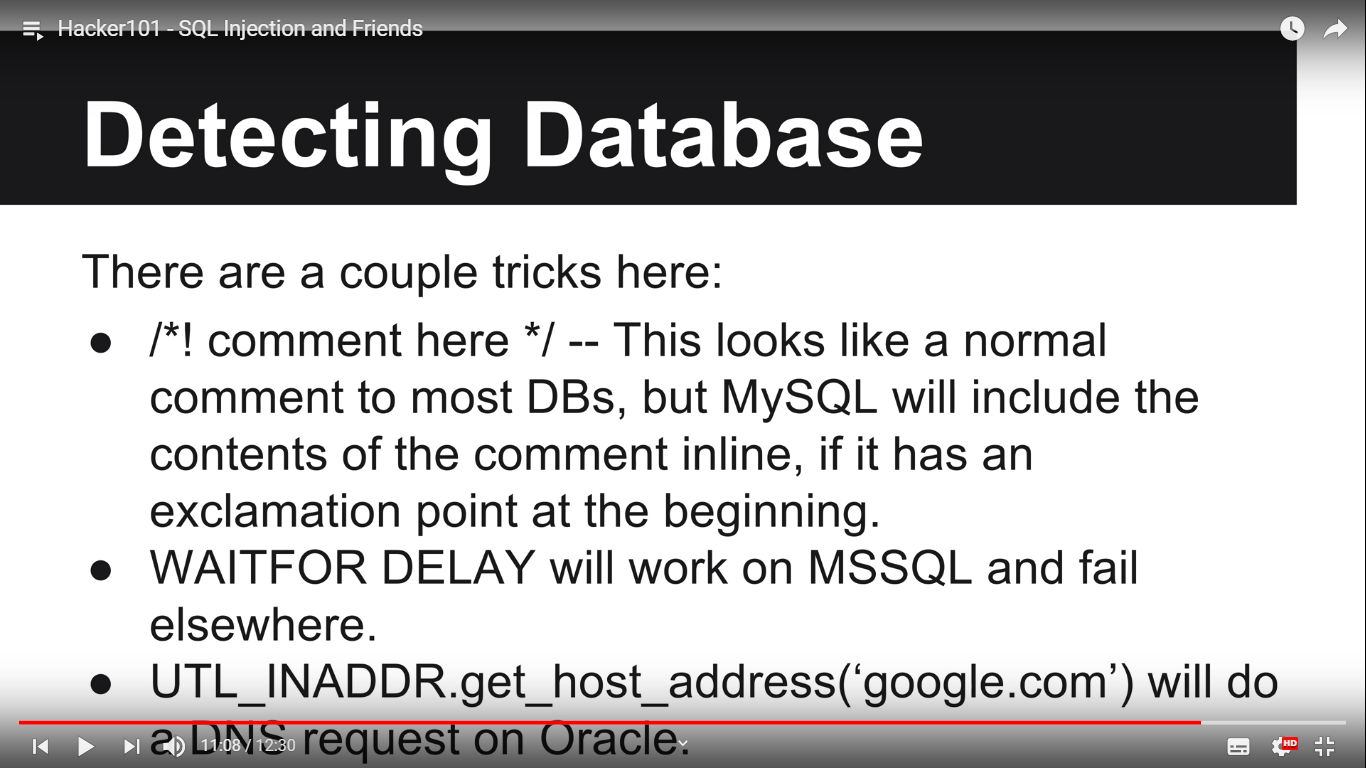 Hacker101 - SQL Injection and Friends
Detecting Database
There are a couple tricks here:
● /*! comment here */ -- This looks like a normal
comment to most DBs, but MySQL will include the
contents of the comment inline, if it has an
exclamation point at the beginning.
● WAITFOR DELAY will work on MSSQL and fail
elsewhere.
● UTL_INADDR.get_host_address(‘google.com’) will do
a DNS request on Oracle.
11:08 / 12:30
HD